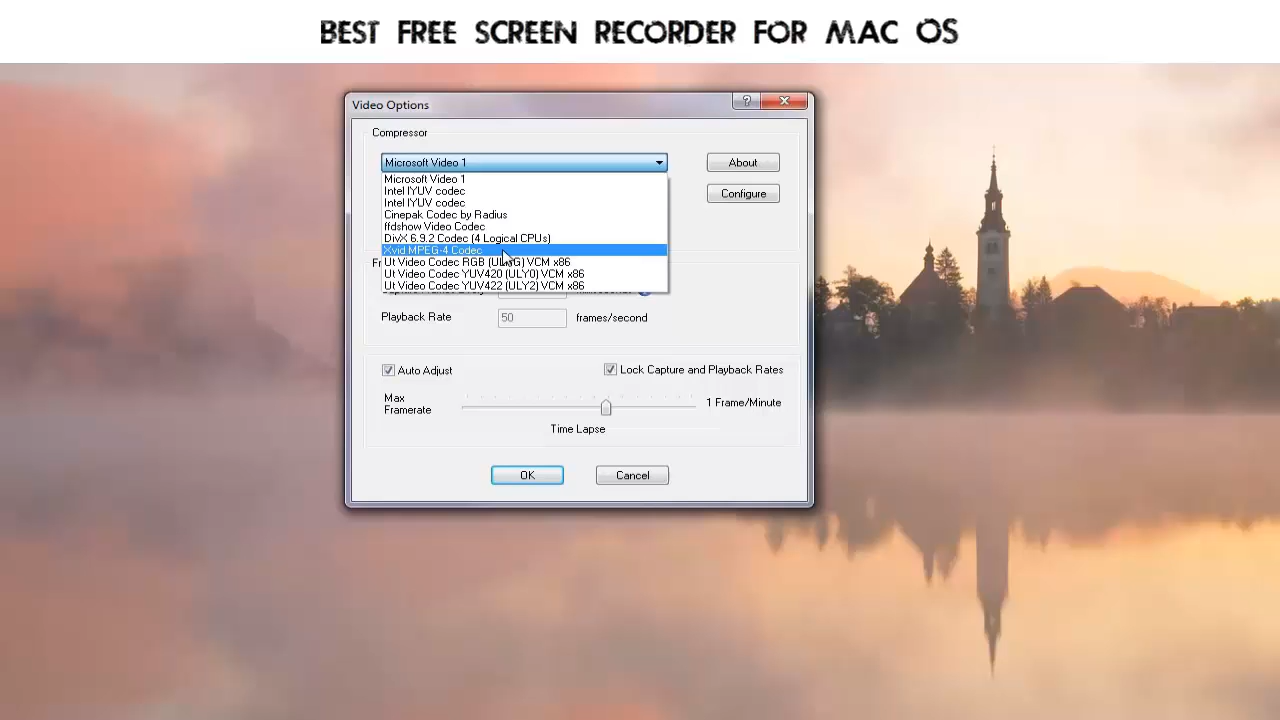 BEST FREE SCREEN RECORDER FOR MAC OS
Video Options
?
Compressor
Microsoft Video 1
About
Microsoft Video 1
Intel IYUV codec
Configure
Intel IYUV codec
Cinepak Codec by Radius
ffdshow Video Codec
DivX 6.9.2 Codec (4 Logical CPUs)
Xvid MPEG-4 Codec
Ut Video Codec RGB (ULRG) VCM x86
Ut Video Codec YUV420 (ULY0) VCM x86
Ut Video Codec YUV422 (ULY2) VCM x86
Playback Rate
50
frames/second
Auto Adjust
Lock Capture and Playback Rates
Max
Framerate
1 Frame/Minute
Time Lapse
OK
Cancel